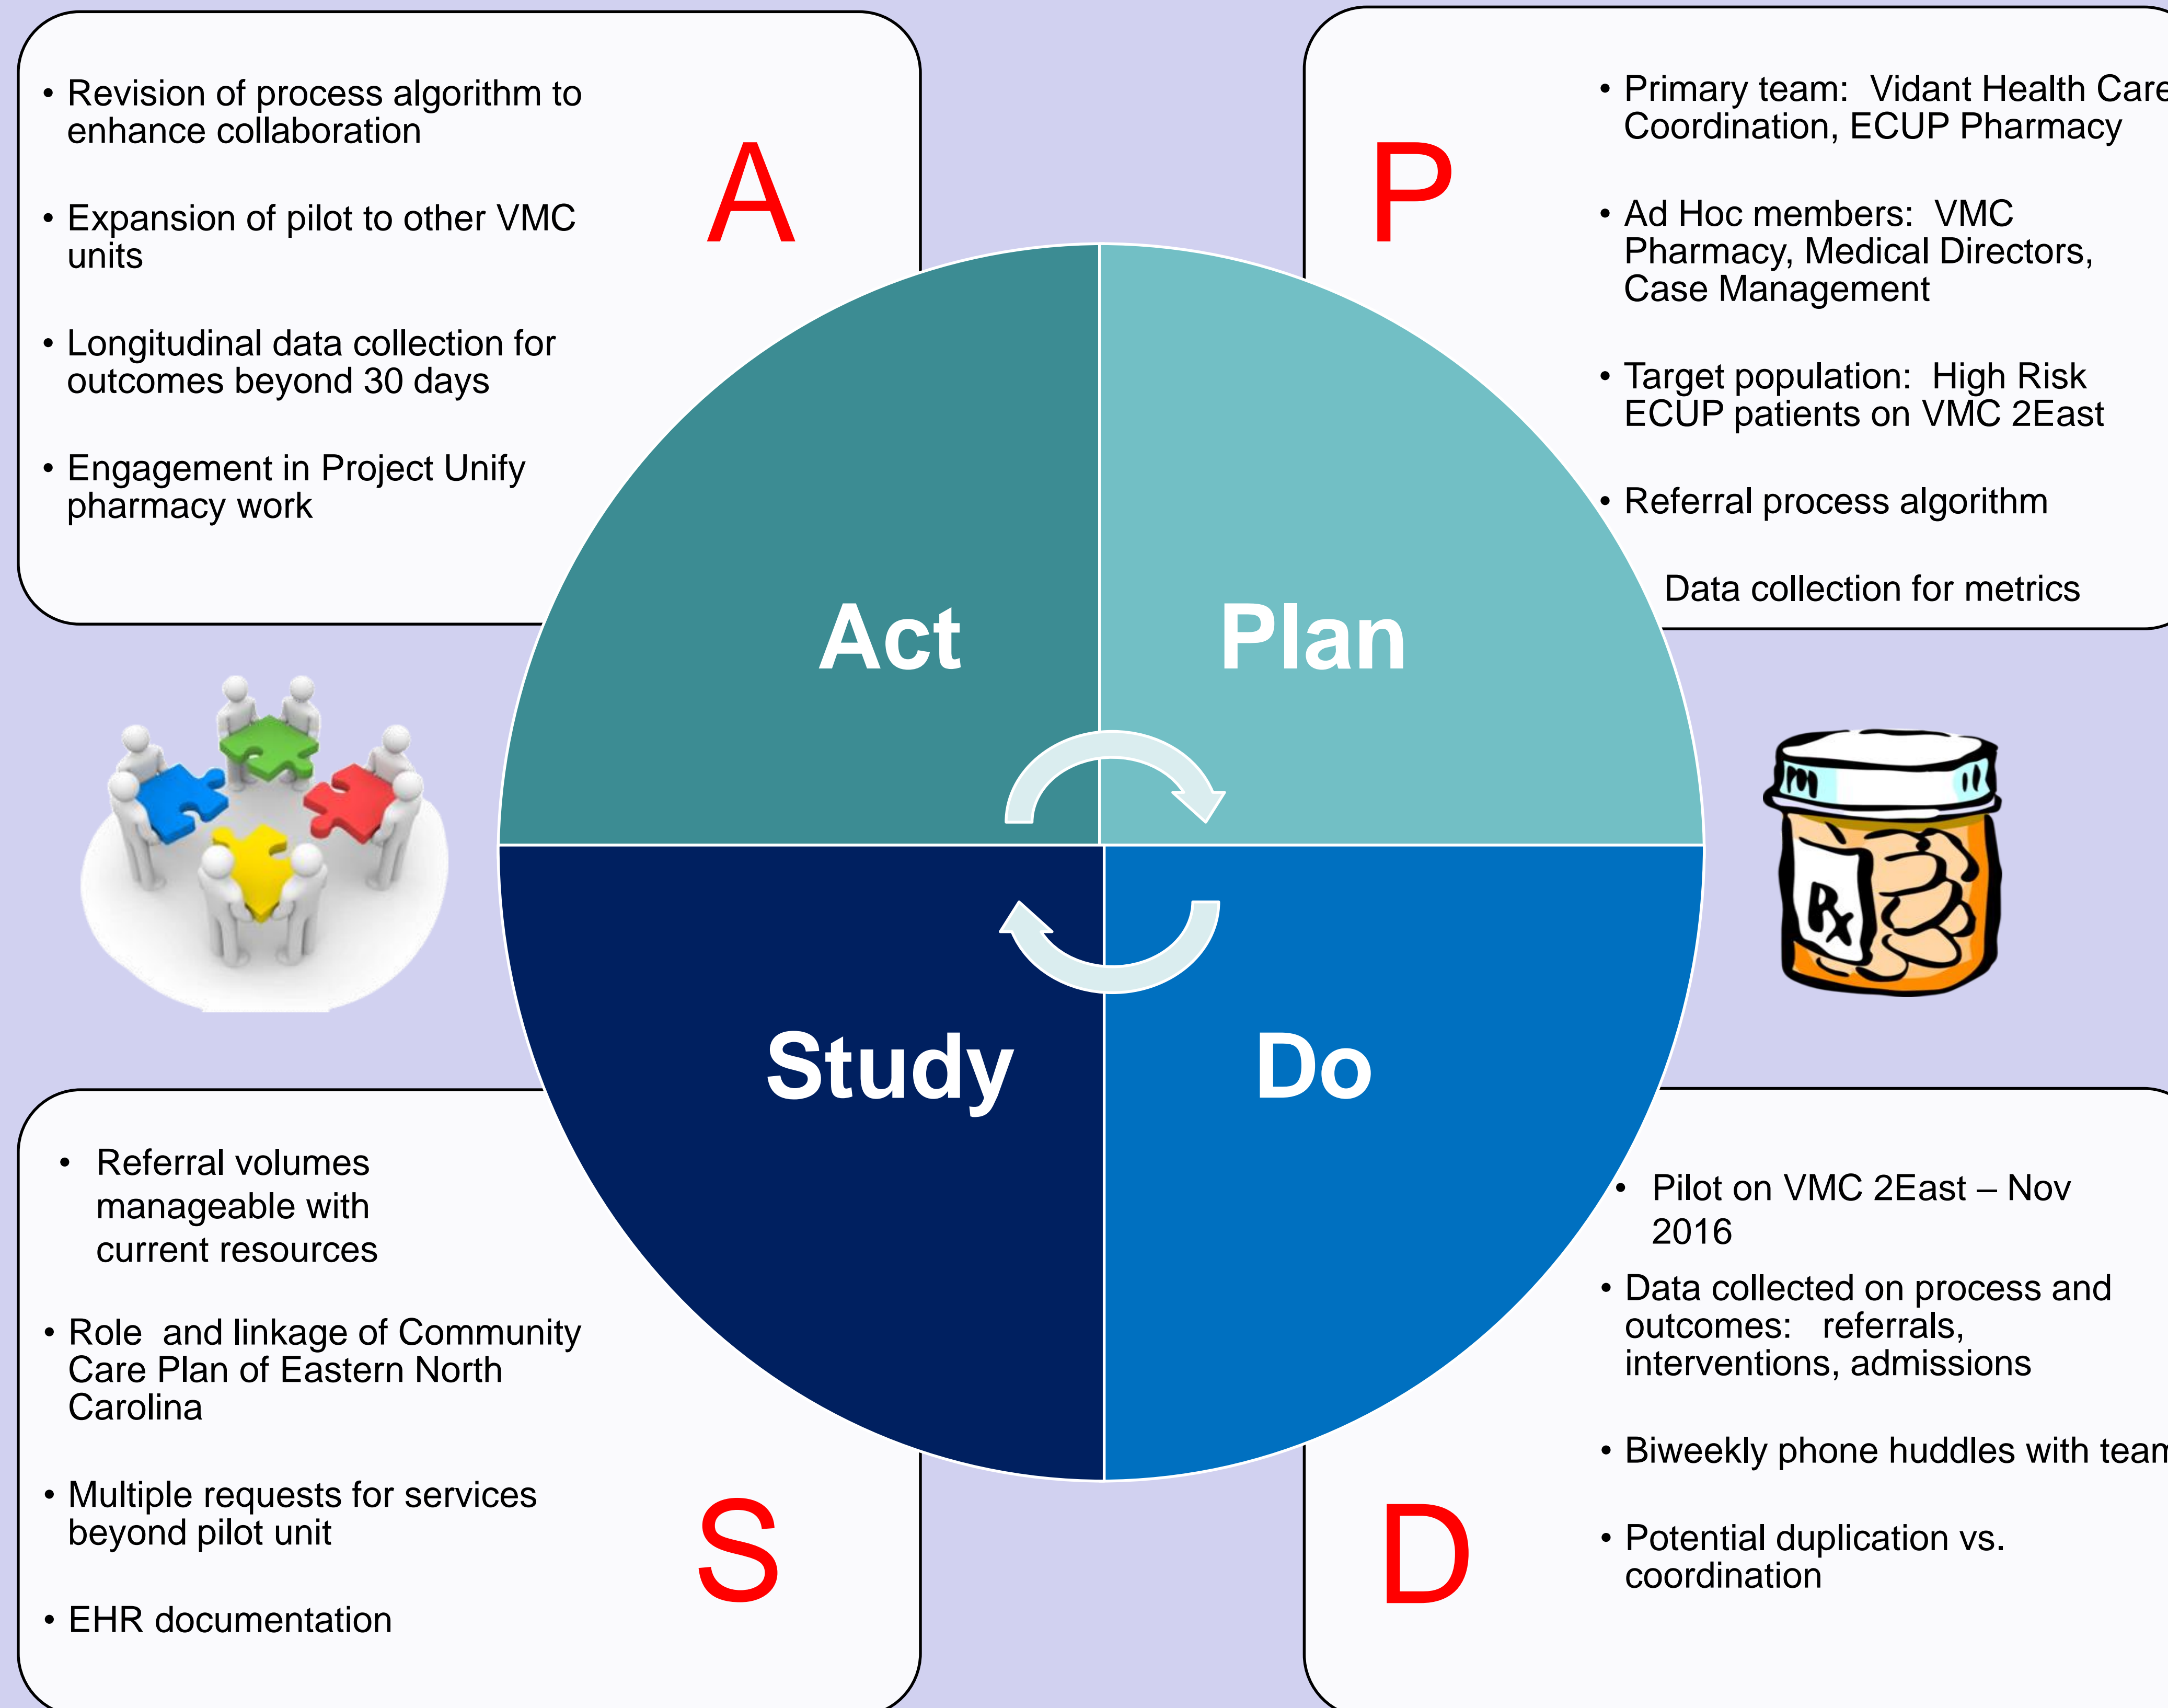 • Revision of process algorithm to
enhance collaboration
• Expansion of pilot to other VMC
units
• Longitudinal data collection for
outcomes beyond 30 days
• Engagement in Project Unify
pharmacy work
A
P
• Primary team: Vidant Health Care
Coordination, ECUP Pharmacy
• Ad Hoc members: VMC
Pharmacy, Medical Directors,
Case Management
• Target population: High Risk
ECUP patients on VMC 2East
• Referral process algorithm
Data collection for metrics
Act
Plan
Study
Do
Rx
• Referral volumes
manageable with
current resources
• Role and linkage of Community
Care Plan of Eastern North
Carolina
• Multiple requests for services
beyond pilot unit
• EHR documentation
S
D
• Pilot on VMC 2East – Nov
2016
• Data collected on process and
outcomes: referrals,
interventions, admissions
• Biweekly phone huddles with team
• Potential duplication vs.
coordination